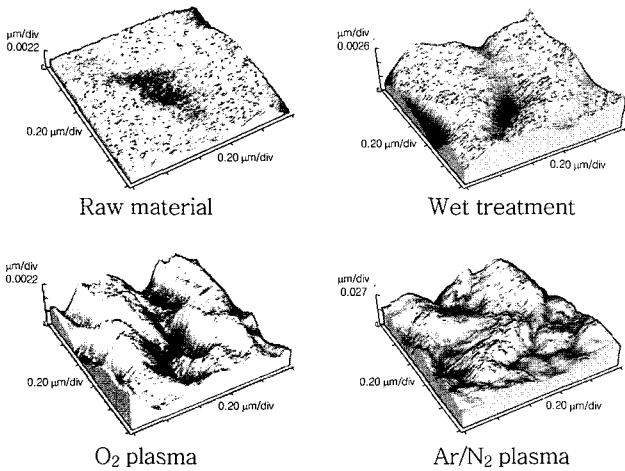 µm/div
0.0022
0.20 µm/div
0.20 µm/div
Raw material
µm/div
0.0026
0.20 µm/div
0.20 µm/div
Wet treatment
µm/div
0.0022
0.20 µm/div
0.20 µm/div
O₂ plasma
µm/div
0.027
0.20 µm/div
0.20 µm/div
Ar/N₂ plasma